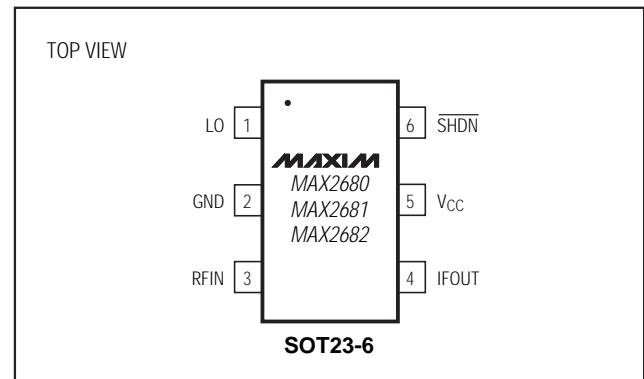 TOP VIEW
LO 1
6 SHDN
MAXIM
MAX2680
GND 2
MAX2681
5 VCC
MAX2682
RFIN 3
4 IFOUT
SOT23-6